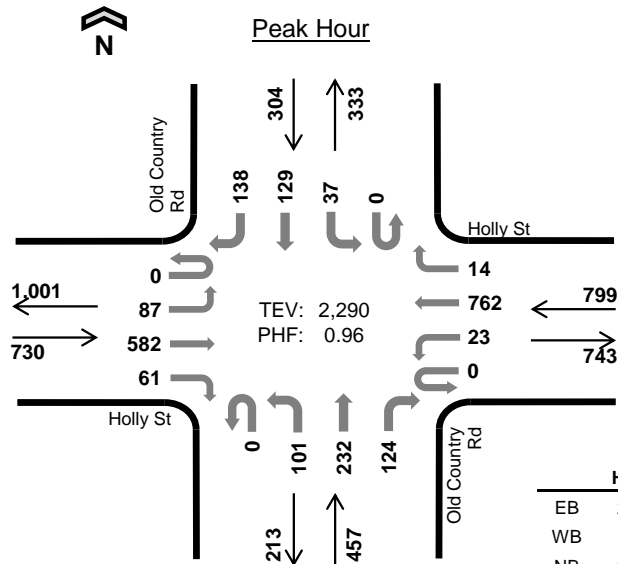 Peak Hour
N
Old Country
Rd
304
333
138
129
37
0
Holly St
0
14
1,001
87
TEV: 2,290
762
799
730
582
PHF: 0.96
23
743
61
0
Holly St
0
101
232
124
Old Country
Rd
213
457
EB
WB